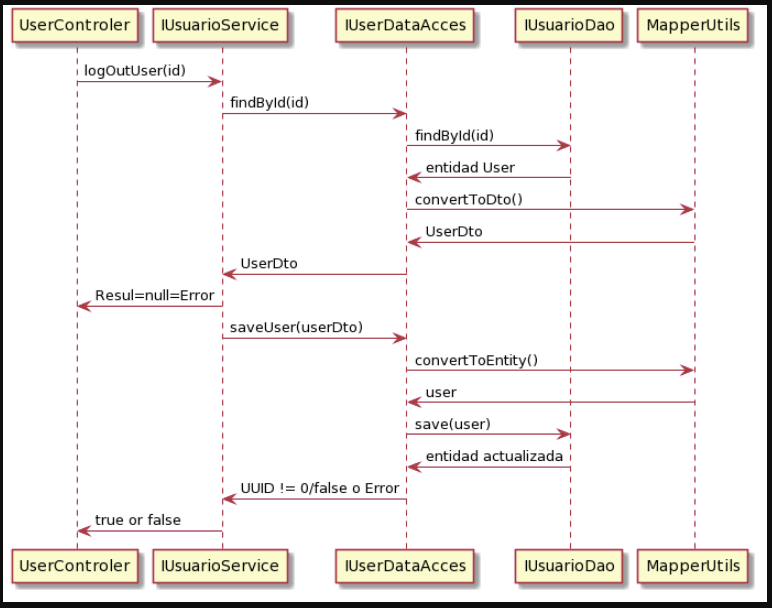 UserControler IUsuarioService IUserDataAcces IUsuarioDao MapperUtils
logOutUser(id)
findById(id)
findById(id)
entidad User
convertToDto()
UserDto
UserDto
Resul=null=Error
saveUser(userDto)
convertToEntity()
user
save(user)
entidad actualizada
UUID != 0/false o Error
true or false
UserControler IUsuarioService IUserDataAcces IUsuarioDao MapperUtils